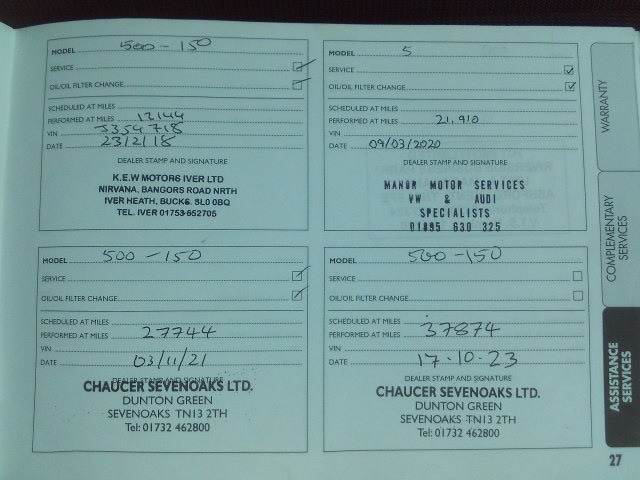 MODEL 500-150
SERVICE
OIL/OIL FILTER CHANGE
SCHEDULED AT MILES
PERFORMED AT MILES 12144
VIN 3354718
DATE 23/2/18
DEALER STAMP AND SIGNATURE
K.E.W MOTORS IVER LTD
NIRVANA, BANGORS ROAD NRTH
IVER HEATH, BUCKS. SL0 0BQ
TEL. IVER 01753 652705
MODEL 5
SERVICE
OIL/OIL FILTER CHANGE
SCHEDULED AT MILES
PERFORMED AT MILES 21,910
VIN
DATE 09/03/2020
DEALER STAMP AND SIGNATURE
MANOR MOTOR SERVICES
VW & AUDI
SPECIALISTS
01895 630 325
MODEL 500-150
SERVICE
OIL/OIL FILTER CHANGE
SCHEDULED AT MILES
PERFORMED AT MILES 27744
VIN
DATE 03/11/21
DEALER STAMP AND SIGNATURE
CHAUCER SEVENOAKS LTD.
DUNTON GREEN
SEVENOAKS TN13 2TH
Tel: 01732 462800
MODEL 500-150
SERVICE
OIL/OIL FILTER CHANGE
SCHEDULED AT MILES
PERFORMED AT MILES 37874
VIN
DATE 17.10.23
DEALER STAMP AND SIGNATURE
CHAUCER SEVENOAKS LTD.
DUNTON GREEN
SEVENOAKS TN13 2TH
Tel: 01732 462800
WARRANTY
COMPLEMENTARY
SERVICES
ASSISTANCE
SERVICES
27